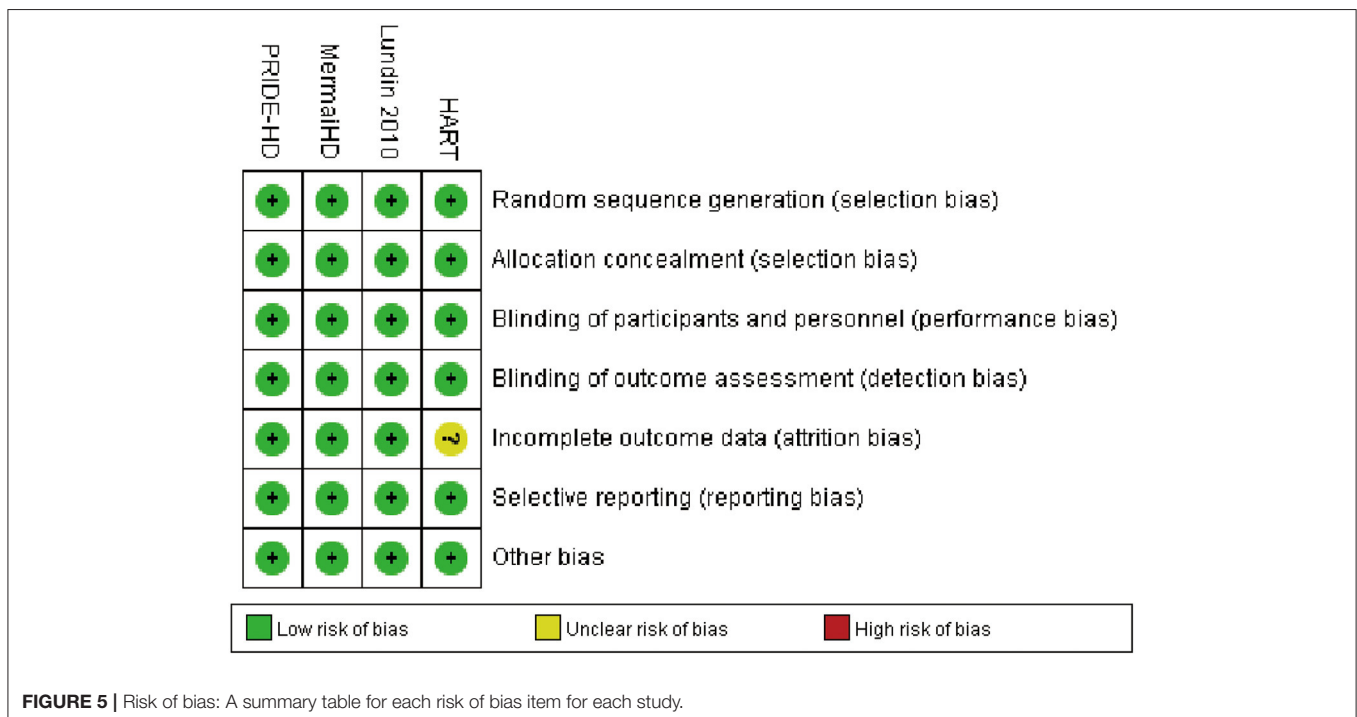 PRIDE-HD
MermaiHD
Lundin 2010
HART
+ + + + Random sequence generation (selection bias)
+ + + + Allocation concealment (selection bias)
+ + + + Blinding of participants and personnel (performance bias)
+ + + + Blinding of outcome assessment (detection bias)
+ + + ? Incomplete outcome data (attrition bias)
+ + + + Selective reporting (reporting bias)
+ + + + Other bias
Low risk of bias Unclear risk of bias High risk of bias
FIGURE 5 | Risk of bias: A summary table for each risk of bias item for each study.